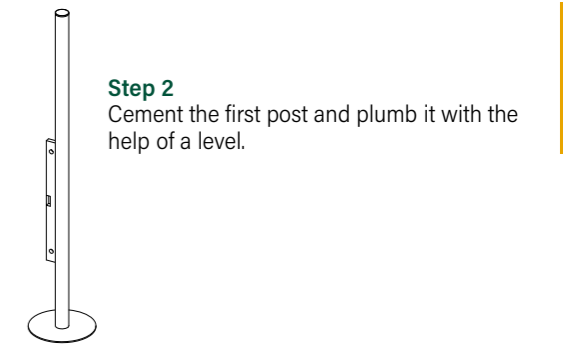 Step 2
Cement the first post and plumb it with the
help of a level.